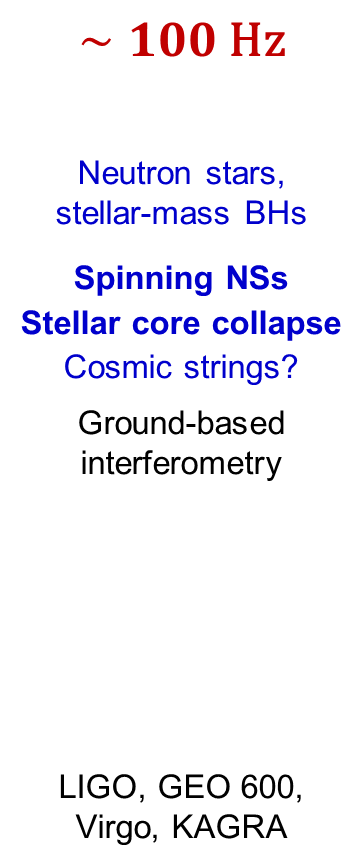 ~ 100 Hz
Neutron stars,
stellar-mass BHs
Spinning NSs
Stellar core collapse
Cosmic strings?
Ground-based
interferometry
LIGO, GEO 600,
Virgo, KAGRA